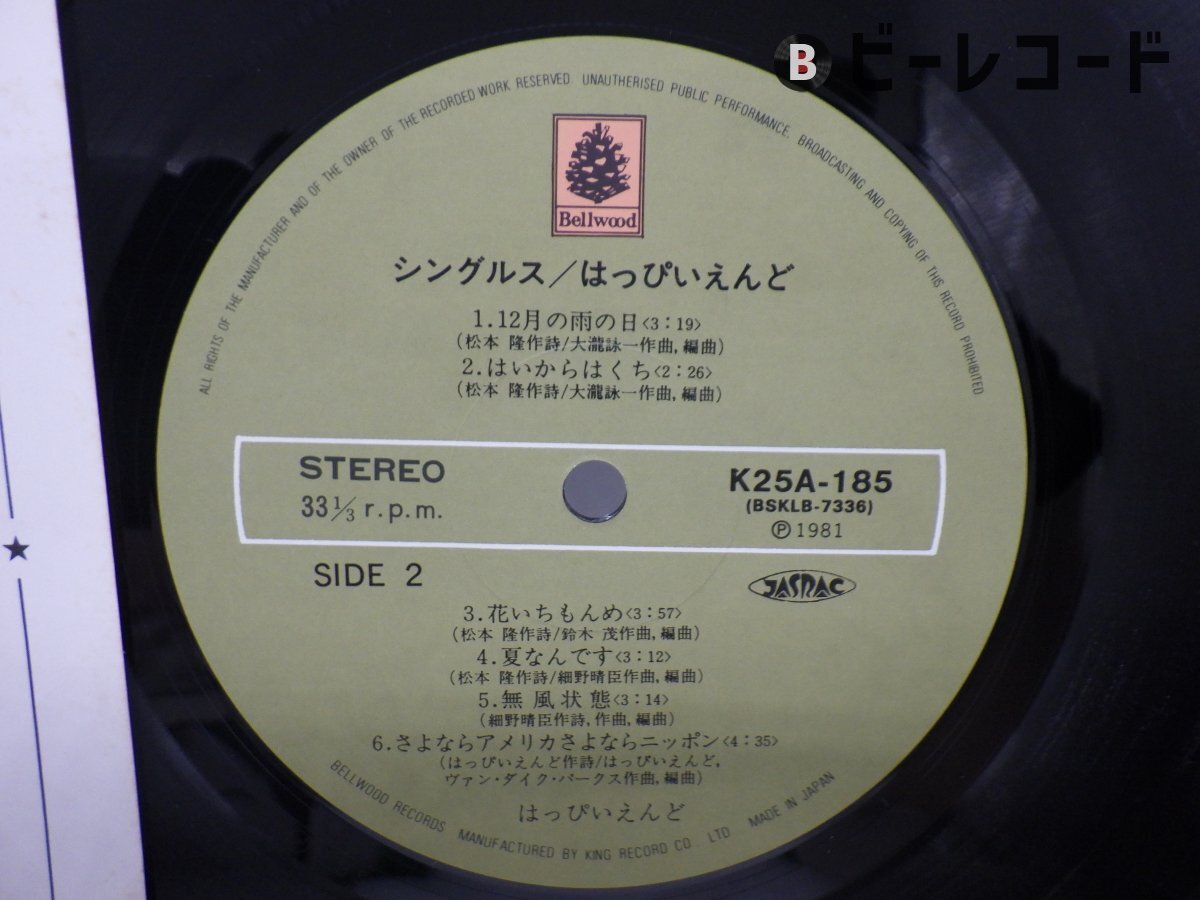 B ビーレコード
ALL RIGHTS OF THE MANUFACTURER AND OF THE OWNER OF THE RECORDED WORK RESERVED. UNAUTHORISED PUBLIC PERFORMANCE, BROADCASTING AND COPYING OF THIS RECORD PROHIBITED
Bellwood
シングルス/はっぴいえんど
1.12月の雨の日<3:19>
(松本 隆作詩/大瀧詠一作曲,編曲)
2.はいからはくち<2:26>
(松本 隆作詩/大瀧詠一作曲,編曲)
STEREO
33 1/3 r.p.m.
K25A-185
(BSKLB-7336)
Ⓟ1981
SIDE 2
JASRAC
3.花いちもんめ<3:57>
(松本 隆作詩/鈴木 茂作曲,編曲)
4.夏なんです<3:12>
(松本 隆作詩/細野晴臣作曲,編曲)
5.無風状態<3:14>
(細野晴臣作詩,作曲,編曲)
6.さよならアメリカさよならニッポン<4:35>
(はっぴいえんど作詩/はっぴいえんど,
ヴァン・ダイク・パークス作曲,編曲)
はっぴいえんど
BELLWOOD RECORDS MANUFACTURED BY KING RECORD CO. LTD MADE IN JAPAN